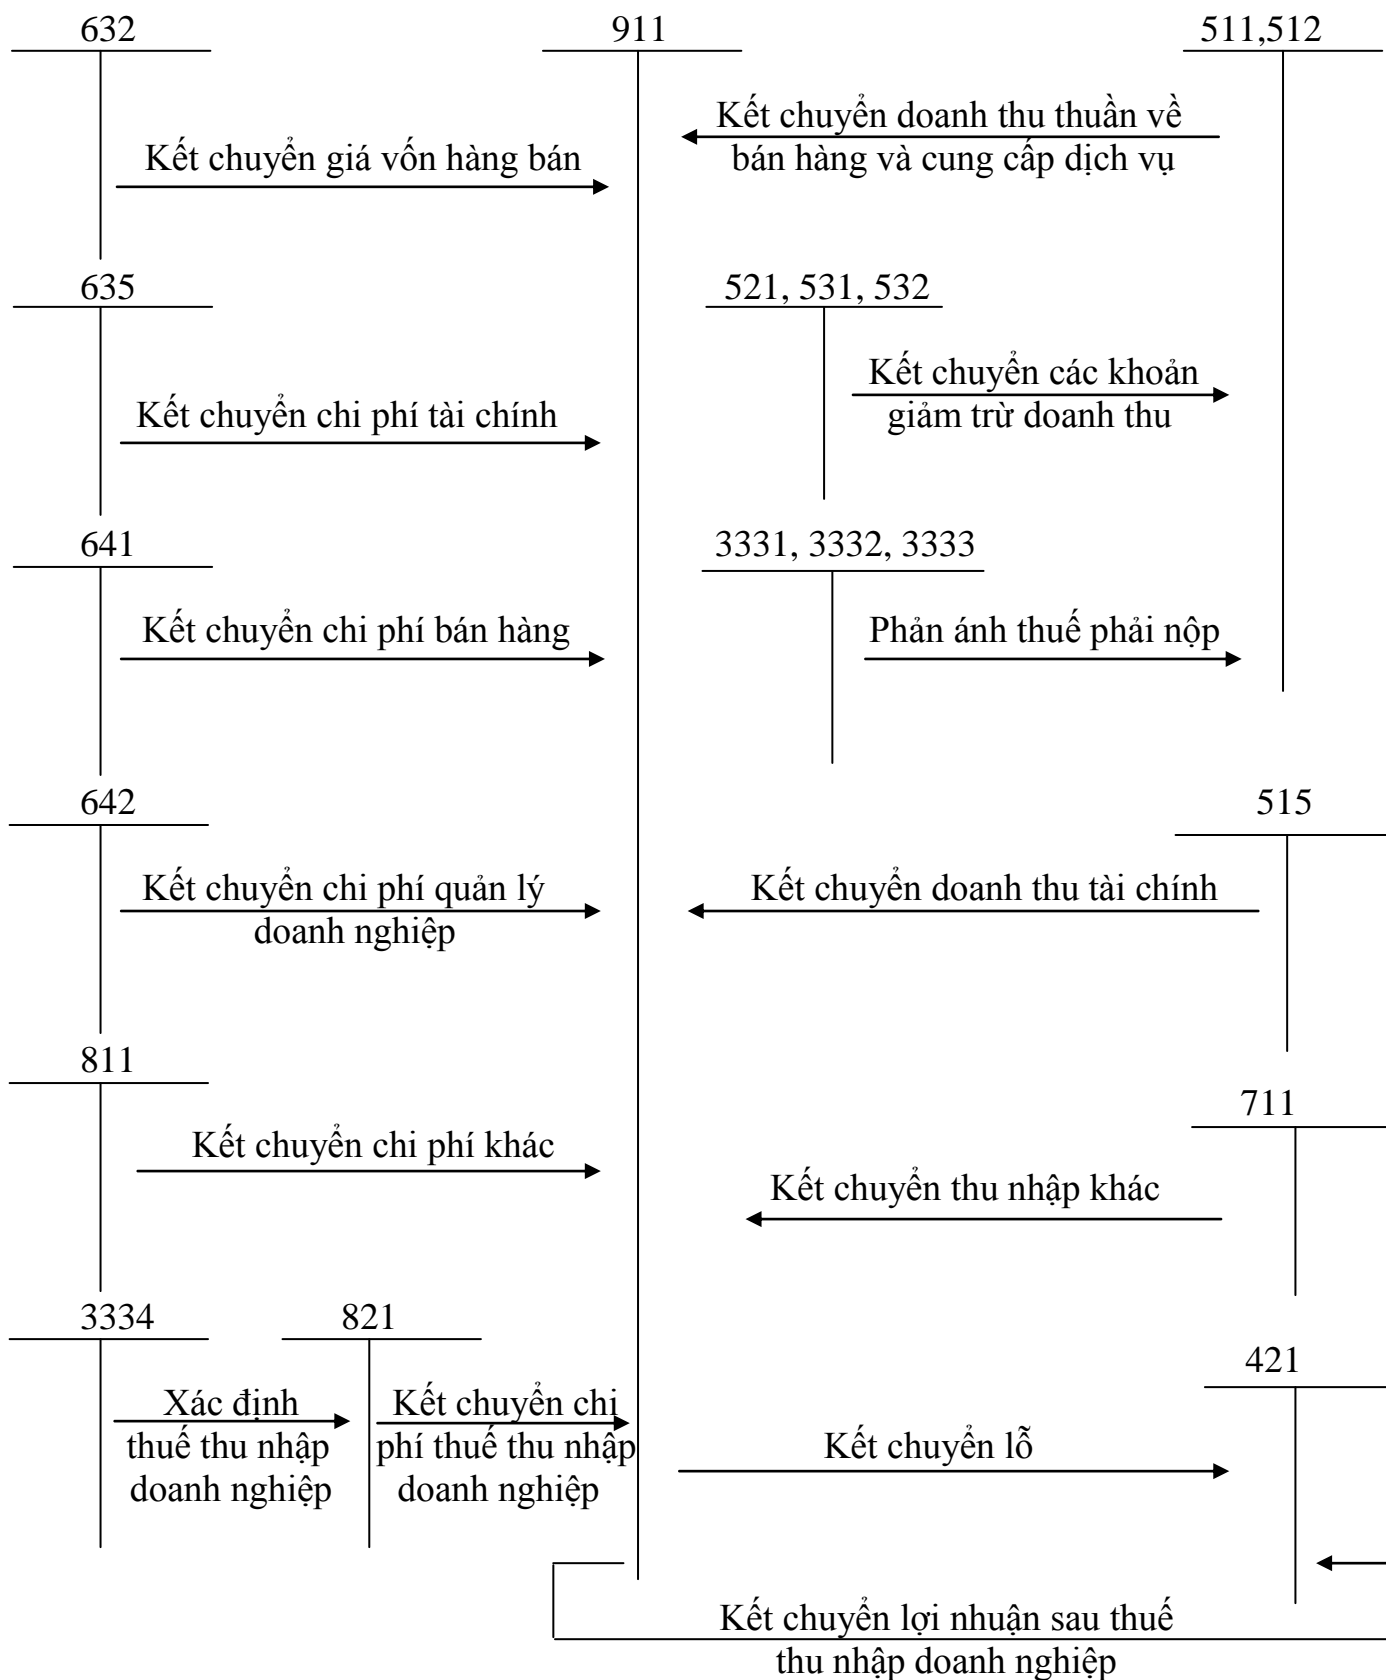 632
911
511,512
Kết chuyển doanh thu thuần về
bán hàng và cung cấp dịch vụ
Kết chuyển giá vốn hàng bán
635
521, 531, 532
Kết chuyển các khoản
giảm trừ doanh thu
Kết chuyển chi phí tài chính
641
3331, 3332, 3333
Kết chuyển chi phí bán hàng
Phản ánh thuế phải nộp
642
515
Kết chuyển chi phí quản lý
doanh nghiệp
Kết chuyển doanh thu tài chính
811
711
Kết chuyển chi phí khác
Kết chuyển thu nhập khác
3334
821
421
Xác định
thuế thu nhập
doanh nghiệp
Kết chuyển chi
phí thuế thu nhập
doanh nghiệp
Kết chuyển lỗ
Kết chuyển lợi nhuận sau thuế
thu nhập doanh nghiệp